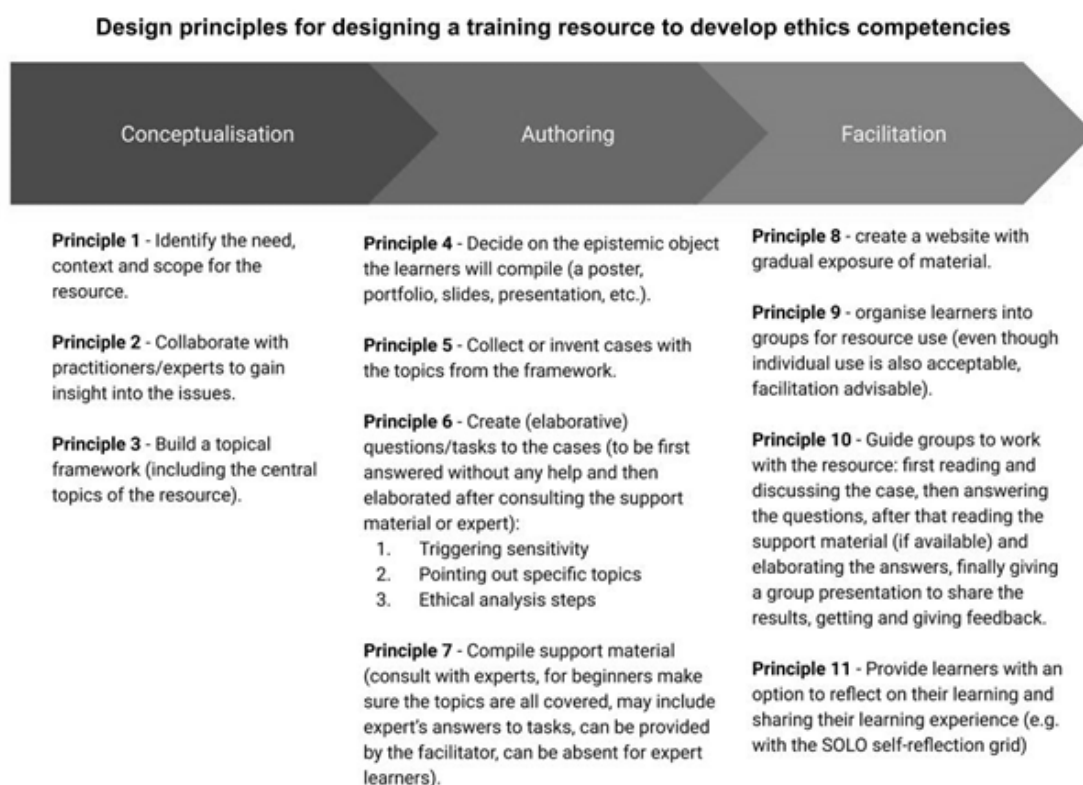 Design principles for designing a training resource to develop ethics competencies
Conceptualisation
Authoring
Facilitation
Principle 1 - Identify the need,
context and scope for the
resource.
Principle 2 - Collaborate with
practitioners/experts to gain
insight into the issues.
Principle 3 - Build a topical
framework (including the central
topics of the resource).
Principle 4 - Decide on the epistemic object
the learners will compile (a poster,
portfolio, slides, presentation, etc.).
Principle 5 - Collect or invent cases with
the topics from the framework.
Principle 6 - Create (elaborative)
questions/tasks to the cases (to be first
answered without any help and then
elaborated after consulting the support
material or expert):
1. Triggering sensitivity
2. Pointing out specific topics
3. Ethical analysis steps
Principle 7 - Compile support material
(consult with experts, for beginners make
sure the topics are all covered, may include
expert's answers to tasks, can be provided
by the facilitator, can be absent for expert
learners).
Principle 8 - create a website with
gradual exposure of material.
Principle 9 - organise learners into
groups for resource use (even though
individual use is also acceptable,
facilitation advisable).
Principle 10 - Guide groups to work
with the resource: first reading and
discussing the case, then answering
the questions, after that reading the
support material (if available) and
elaborating the answers, finally giving
a group presentation to share the
results, getting and giving feedback.
Principle 11 - Provide learners with an
option to reflect on their learning and
sharing their learning experience (e.g.
with the SOLO self-reflection grid)